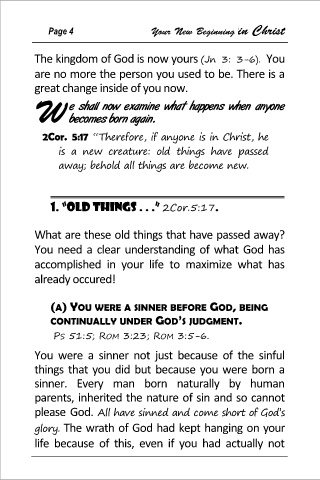 Page 4 Your New Beginning in Christ
The kingdom of God is now yours (Jn 3: 3-6). You
are no more the person you used to be. There is a
great change inside of you now.
We shall now examine what happens when anyone
becomes born again.
2Cor. 5:17 “Therefore, if anyone is in Christ, he
is a new creature: old things have passed
away; behold all things are become new.
1. “OLD THINGS . . .” 2Cor.5:17.
What are these old things that have passed away?
You need a clear understanding of what God has
accomplished in your life to maximize what has
already occured!
(A) YOU WERE A SINNER BEFORE GOD, BEING
CONTINUALLY UNDER GOD’S JUDGMENT.
Ps 51:5; Rom 3:23; Rom 3:5-6.
You were a sinner not just because of the sinful
things that you did but because you were born a
sinner. Every man born naturally by human
parents, inherited the nature of sin and so cannot
please God. All have sinned and come short of God's
glory. The wrath of God had kept hanging on your
life because of this, even if you had actually not